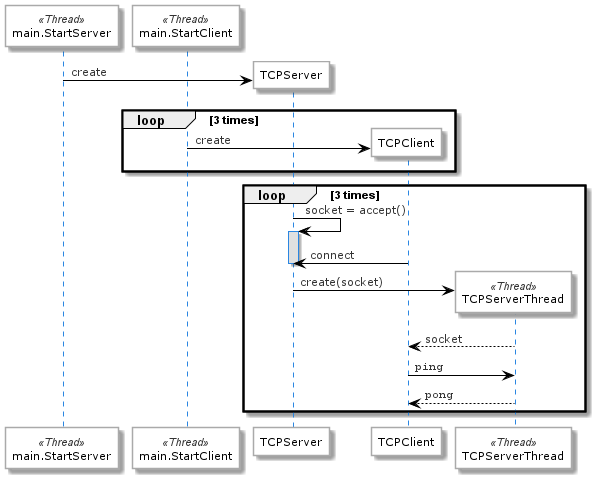 «Thread»
main.StartServer
«Thread»
main.StartClient
create
TCPServer
loop [3 times]
create
TCPClient
loop [3 times]
socket = accept()
connect
create(socket)
«Thread»
TCPServerThread
socket
ping
pong
«Thread»
main.StartServer
«Thread»
main.StartClient
TCPServer
TCPClient
«Thread»
TCPServerThread